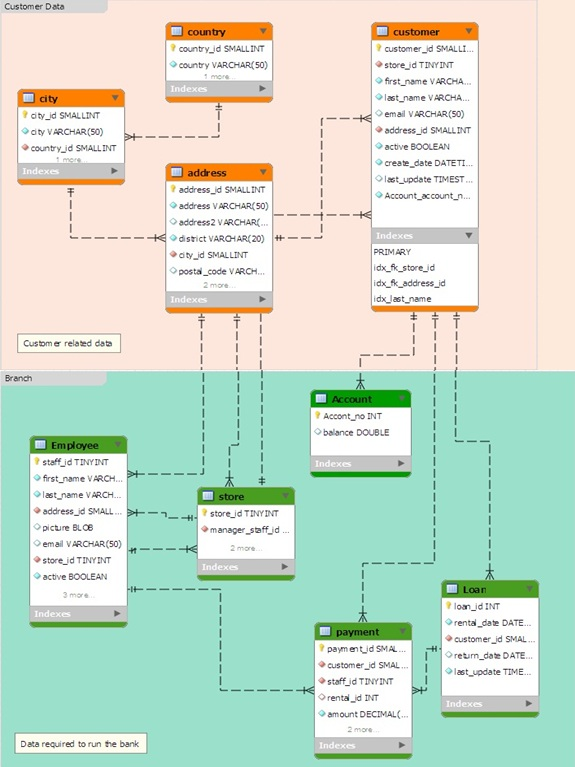 Customer Data
country
country_id SMALLINT
country VARCHAR(50)
1 more...
Indexes
customer
customer_id SMALLI...
store_id TINYINT
first_name VARCHA...
last_name VARCHA...
email VARCHAR(50)
address_id SMALLINT
active BOOLEAN
create_date DATETI...
last_update TIMEST...
Account_account_n...
Indexes
PRIMARY
idx_fk_store_id
idx_fk_address_id
idx_last_name
city
city_id SMALLINT
city VARCHAR(50)
country_id SMALLINT
1 more...
Indexes
address
address_id SMALLINT
address VARCHAR(50)
address2 VARCHAR(...
district VARCHAR(20)
city_id SMALLINT
postal_code VARCH...
2 more...
Indexes
Customer related data
Branch
Account
Accont_no INT
balance DOUBLE
Indexes
Employee
staff_id TINYINT
first_name VARCH...
last_name VARCH...
address_id SMALL...
picture BLOB
email VARCHAR(50)
store_id TINYINT
active BOOLEAN
3 more...
Indexes
store
store_id TINYINT
manager_staff_id ...
2 more...
Indexes
Loan
loan_id INT
rental_date DATE...
customer_id SMAL...
return_date DATE...
last_update TIME...
Indexes
payment
payment_id SMAL...
customer_id SMAL...
staff_id TINYINT
rental_id INT
amount DECIMAL(...
2 more...
Indexes
Data required to run the bank